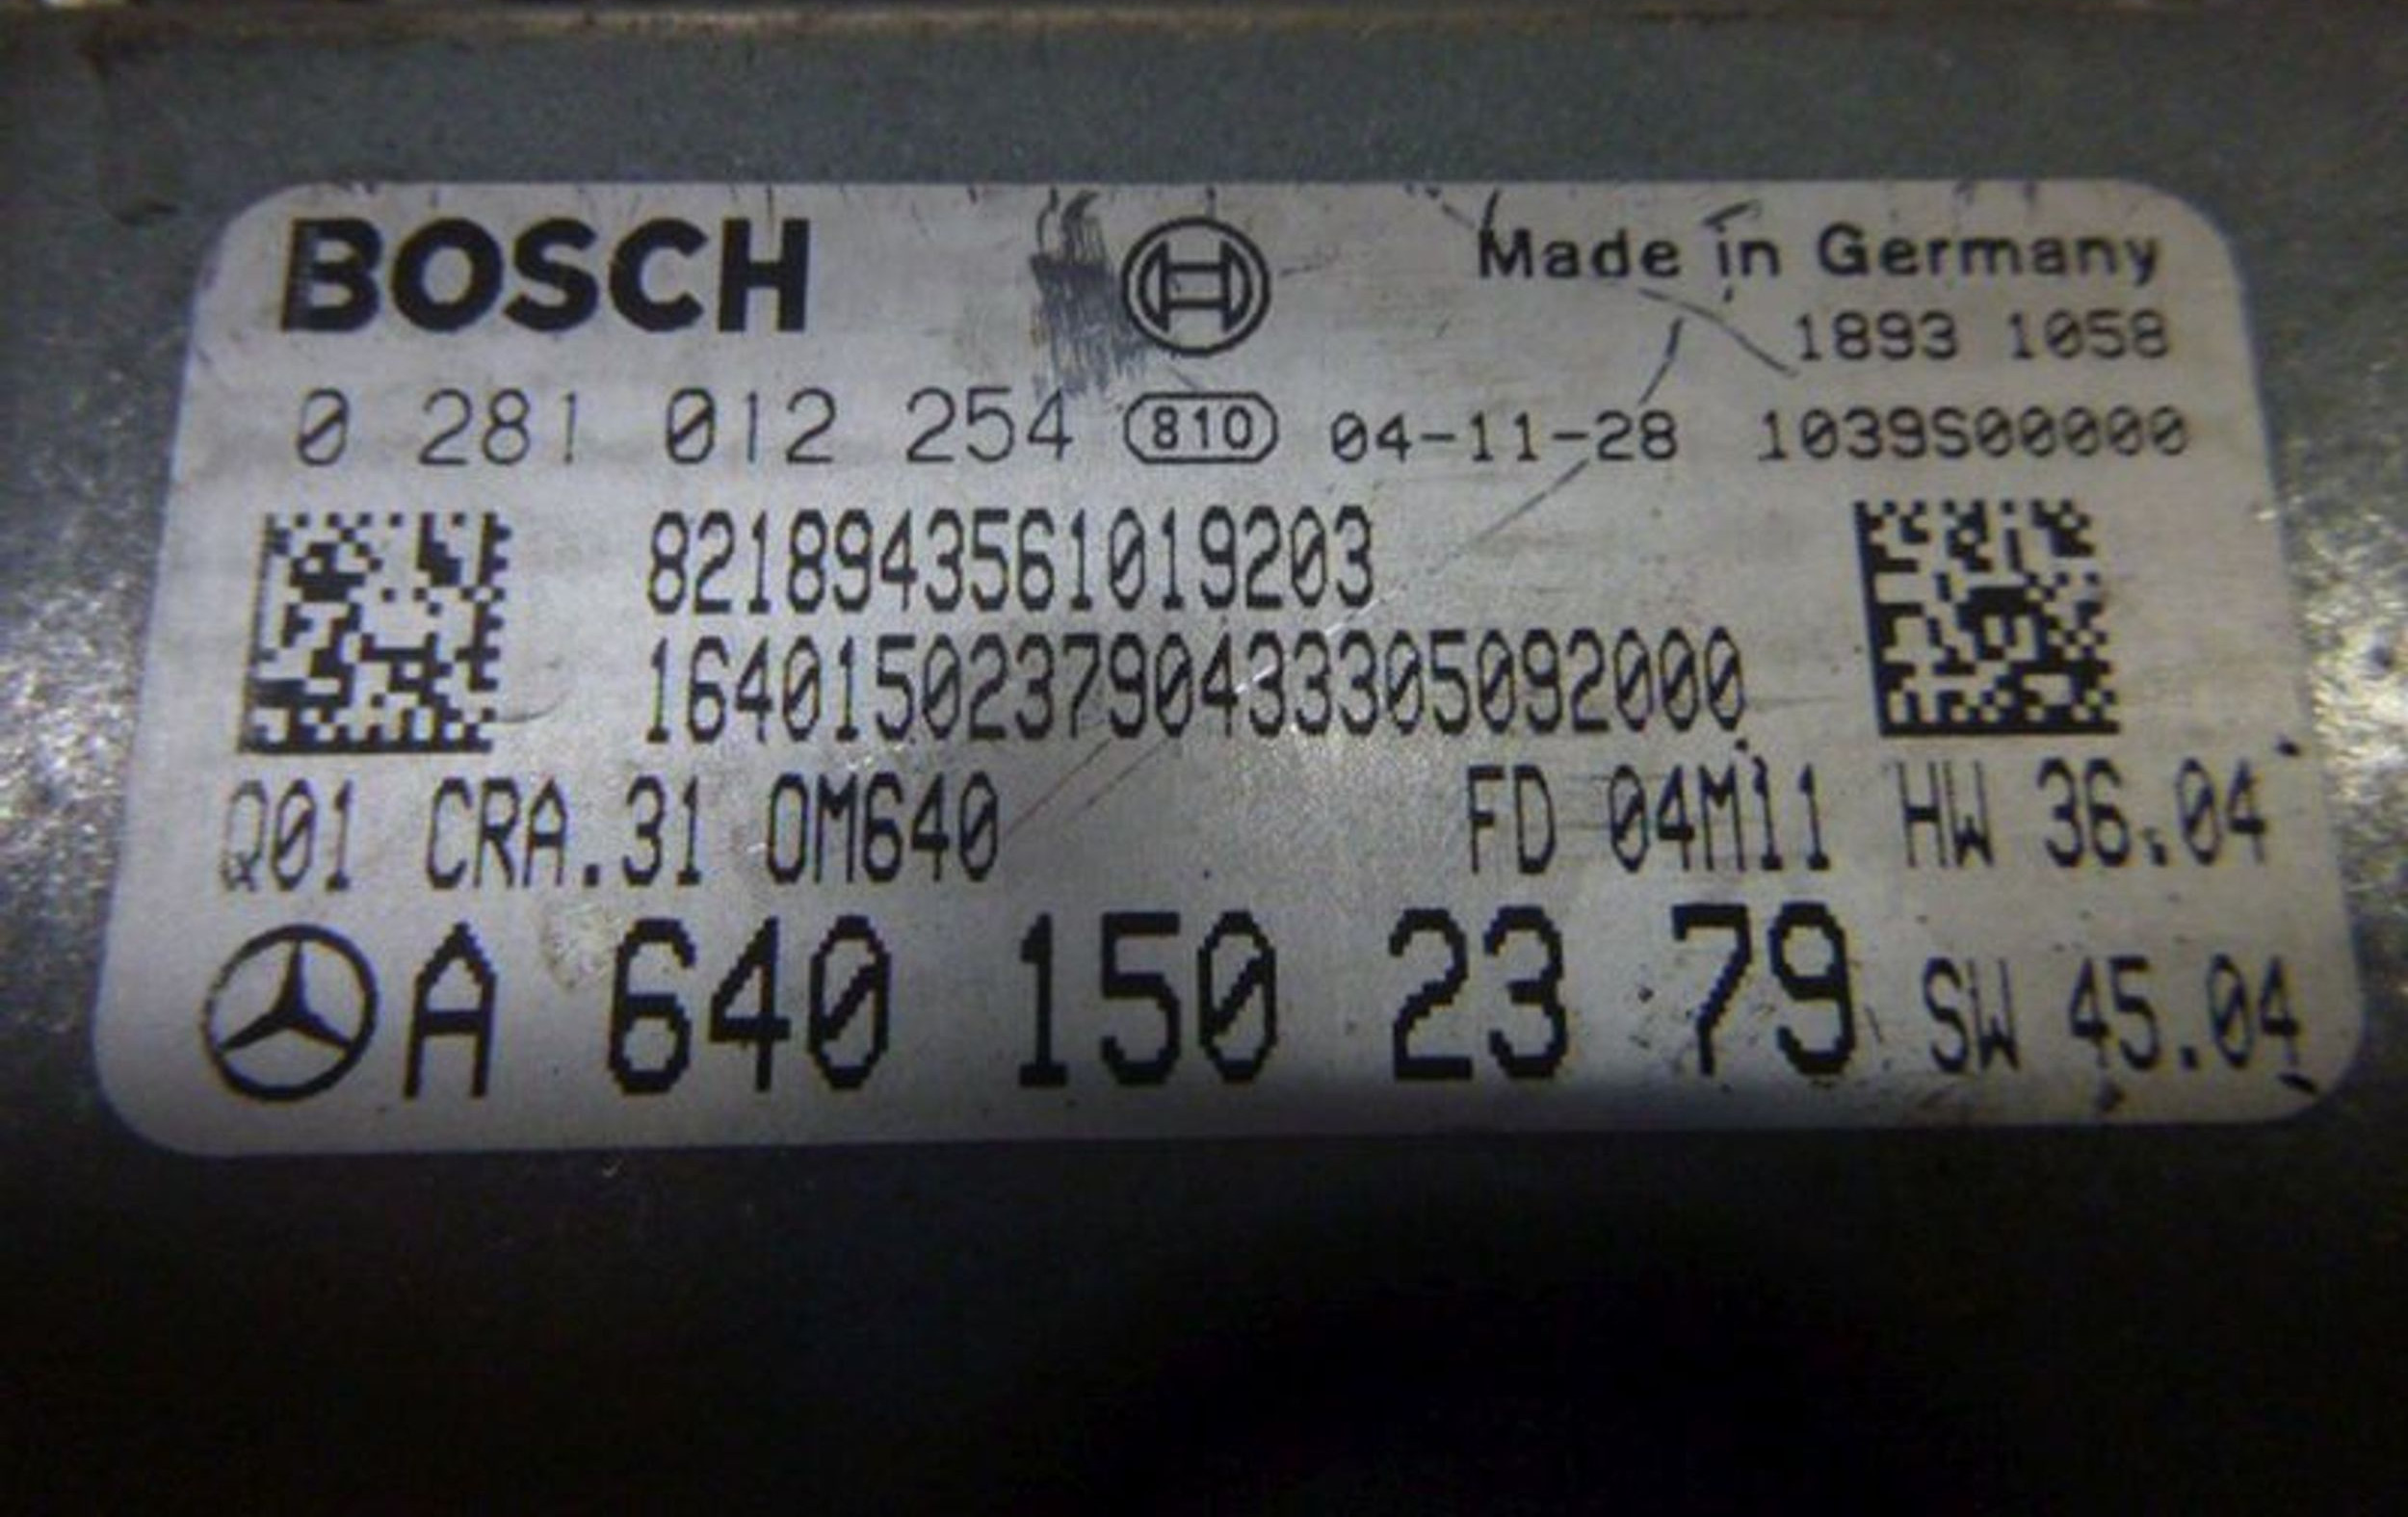 BOSCH Made in Germany
1893 1058
0 281 012 254 810 04-11-28 1039S00000
8218943561019203
164015023790433305092000
Q01 CRA.31 OM640 FD 04M11 HW 36.04
A 640 150 23 79 SW 45.04